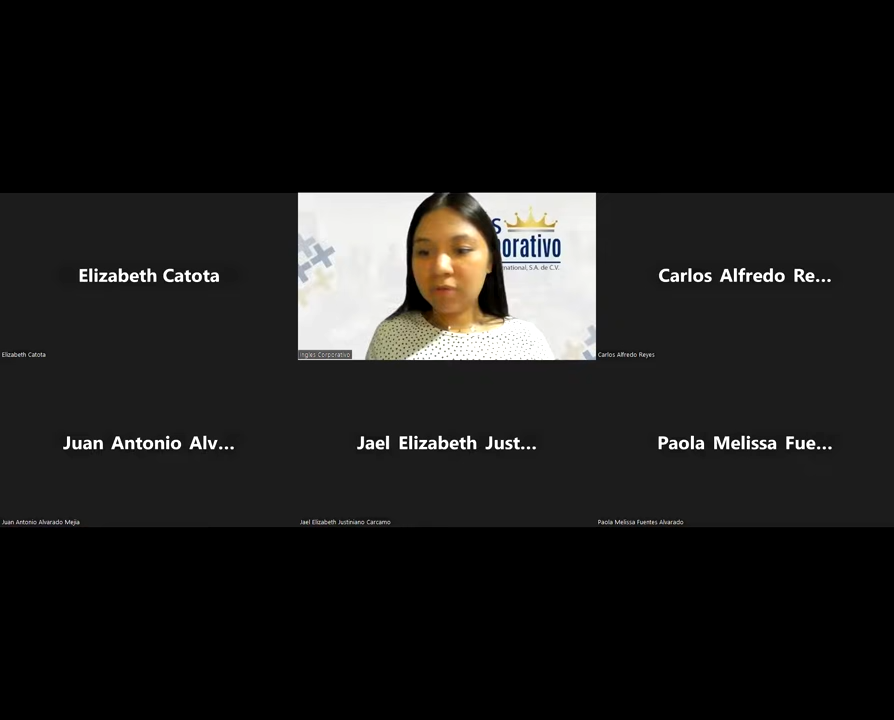 Elizabeth Catota
Elizabeth Catota
s
orativo
national, S.A. de C.V.
Ingles Corporativo
Carlos Alfredo Re...
Carlos Alfredo Reyes
Juan Antonio Alv...
Juan Antonio Alvarado Mejia
Jael Elizabeth Just...
Jael Elizabeth Justiniano Carcamo
Paola Melissa Fue...
Paola Melissa Fuentes Alvarado